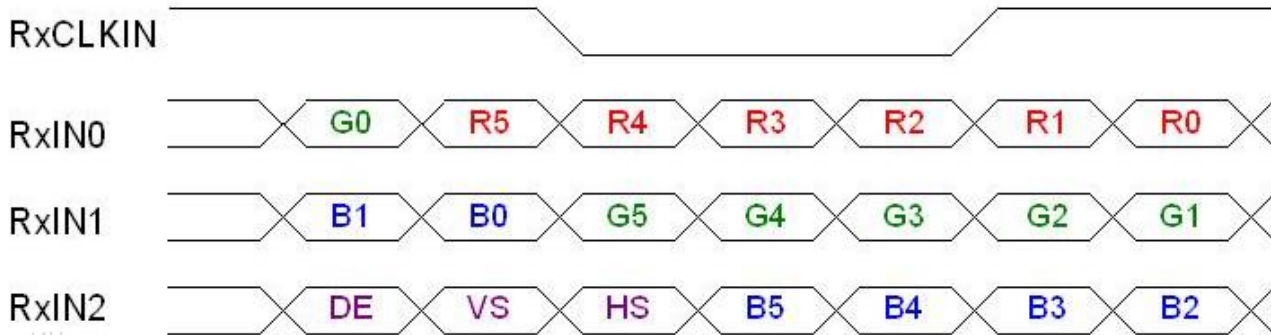 RxCLKIN
RxIN0 G0 R5 R4 R3 R2 R1 R0
RxIN1 B1 B0 G5 G4 G3 G2 G1
RxIN2 DE VS HS B5 B4 B3 B2